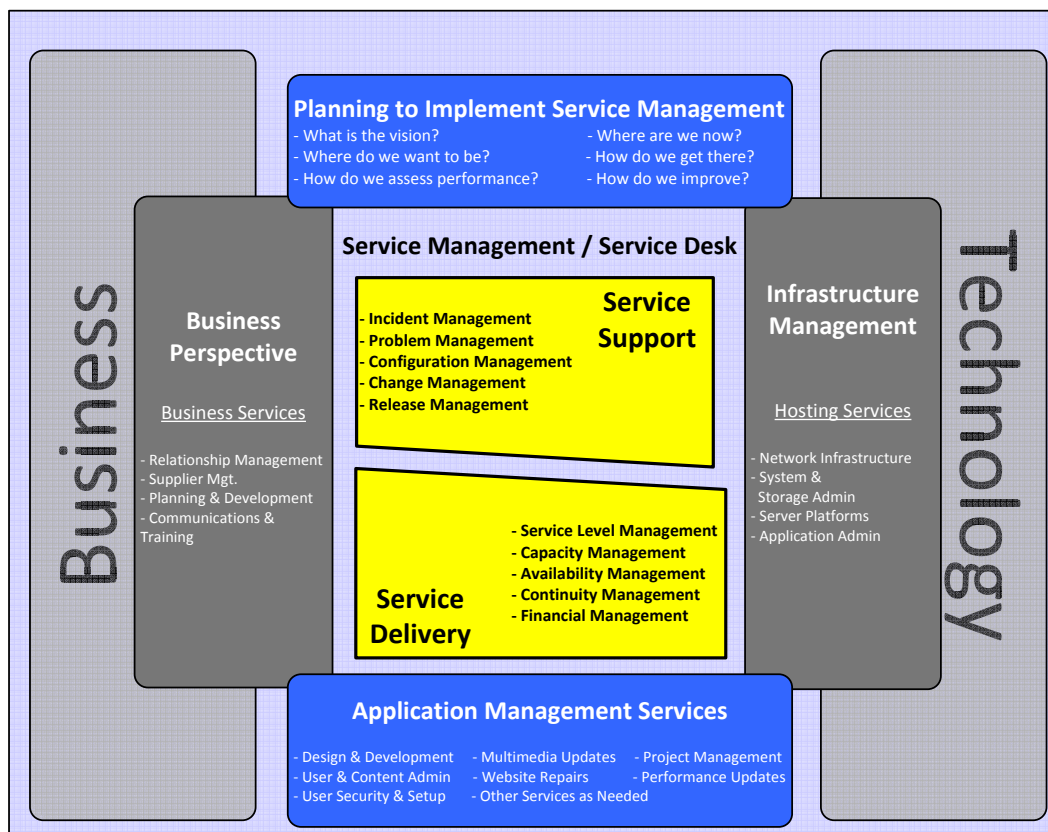 Business
Technology
Planning to Implement Service Management
- What is the vision?
- Where are we now?
- Where do we want to be?
- How do we get there?
- How do we assess performance?
- How do we improve?
Service Management / Service Desk
Service
Support
- Incident Management
- Problem Management
- Configuration Management
- Change Management
- Release Management
Business
Perspective
Business Services
- Relationship Management
- Supplier Mgt.
- Planning & Development
- Communications &
Training
Infrastructure
Management
Hosting Services
- Network Infrastructure
- System &
Storage Admin
- Server Platforms
- Application Admin
- Service Level Management
- Capacity Management
- Availability Management
- Continuity Management
- Financial Management
Service
Delivery
Application Management Services
- Design & Development
- Multimedia Updates
- Project Management
- User & Content Admin
- Website Repairs
- Performance Updates
- User Security & Setup
- Other Services as Needed